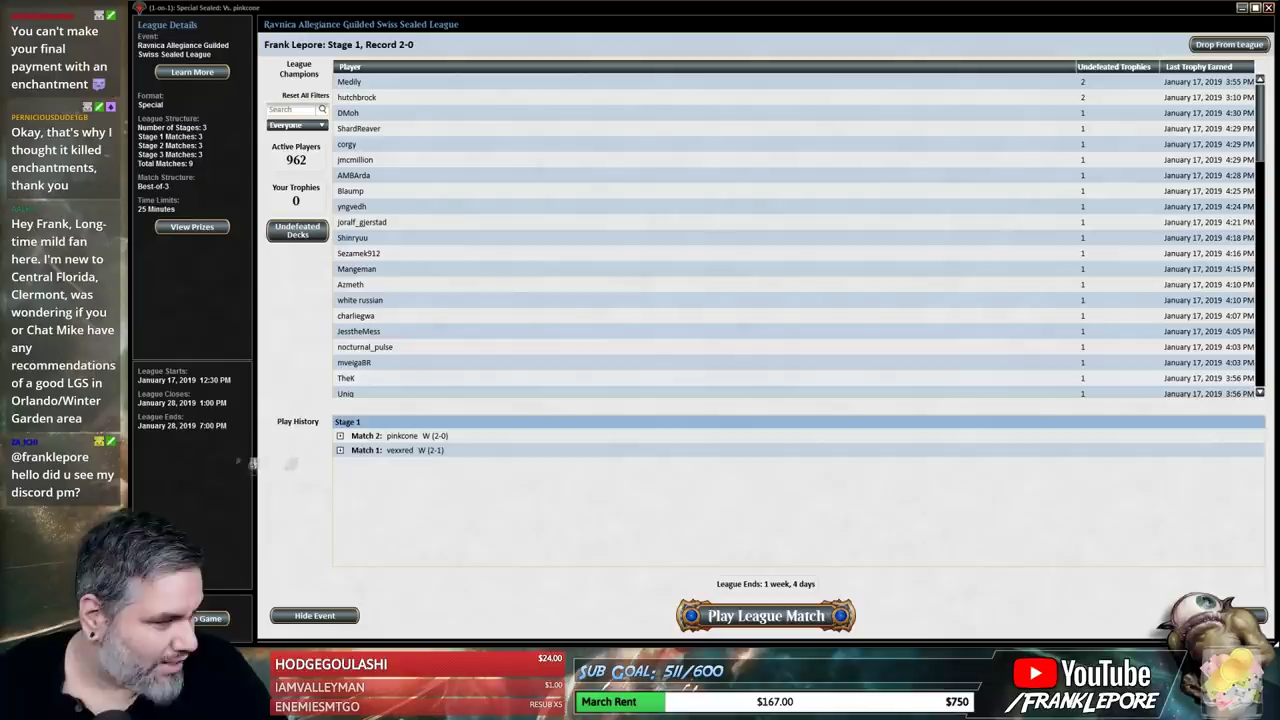 You can't make
your final
payment with an
enchantment
PERNICIOUSDUDE1GB
Okay, that's why I
thought it killed
enchantments,
thank you
Hey Frank, Long-
time mild fan
here. I'm new to
Central Florida,
Clermont, was
wondering if you
or Chat Mike have
any
recommendations
of a good LGS in
Orlando/Winter
Garden area
ZA_ICHI
@franklepore
hello did u see my
discord pm?
(1-on-1): Special Sealed: Vs. pinkcone
League Details
Event:
Ravnica Allegiance Guilded
Swiss Sealed League
Learn More
Format:
Special
League Structure:
Number of Stages: 3
Stage 1 Matches: 3
Stage 2 Matches: 3
Stage 3 Matches: 3
Total Matches: 9
Match Structure:
Best-of-3
Time Limits:
25 Minutes
View Prizes
League Starts:
January 17, 2019 12:30 PM
League Closes:
January 28, 2019 1:00 PM
League Ends:
January 28, 2019 7:00 PM
Game
Ravnica Allegiance Guilded Swiss Sealed League
Frank Lepore: Stage 1, Record 2-0
Drop From League
League
Champions
Reset All Filters
Search
Everyone
Active Players
962
Your Trophies
0
Undefeated
Decks
Player Undefeated Trophies Last Trophy Earned
Medily 2 January 17, 2019 3:55 PM
hutchbrock 2 January 17, 2019 3:10 PM
DMoh 1 January 17, 2019 4:30 PM
ShardReaver 1 January 17, 2019 4:29 PM
corgy 1 January 17, 2019 4:29 PM
jmcmillion 1 January 17, 2019 4:29 PM
AMBArda 1 January 17, 2019 4:28 PM
Blaump 1 January 17, 2019 4:25 PM
yngvedh 1 January 17, 2019 4:24 PM
joralf_gjerstad 1 January 17, 2019 4:21 PM
Shinryuu 1 January 17, 2019 4:18 PM
Sezamek912 1 January 17, 2019 4:16 PM
Mangeman 1 January 17, 2019 4:15 PM
Azmeth 1 January 17, 2019 4:10 PM
white russian 1 January 17, 2019 4:10 PM
charliegwa 1 January 17, 2019 4:07 PM
JesstheMess 1 January 17, 2019 4:05 PM
nocturnal_pulse 1 January 17, 2019 4:03 PM
mveigaBR 1 January 17, 2019 4:03 PM
TheK 1 January 17, 2019 3:56 PM
Uniq 1 January 17, 2019 3:56 PM
Play History
Stage 1
Match 2: pinkcone W (2-0)
Match 1: vexxred W (2-1)
League Ends: 1 week, 4 days
Hide Event
Play League Match
HODGEGOULASHI $24.00
IAMVALLEYMAN $1.00
ENEMIESMTGO RESUB X5
SUB GOAL: 511/600
March Rent $167.00 $750
YouTube
/FRANKLEPORE